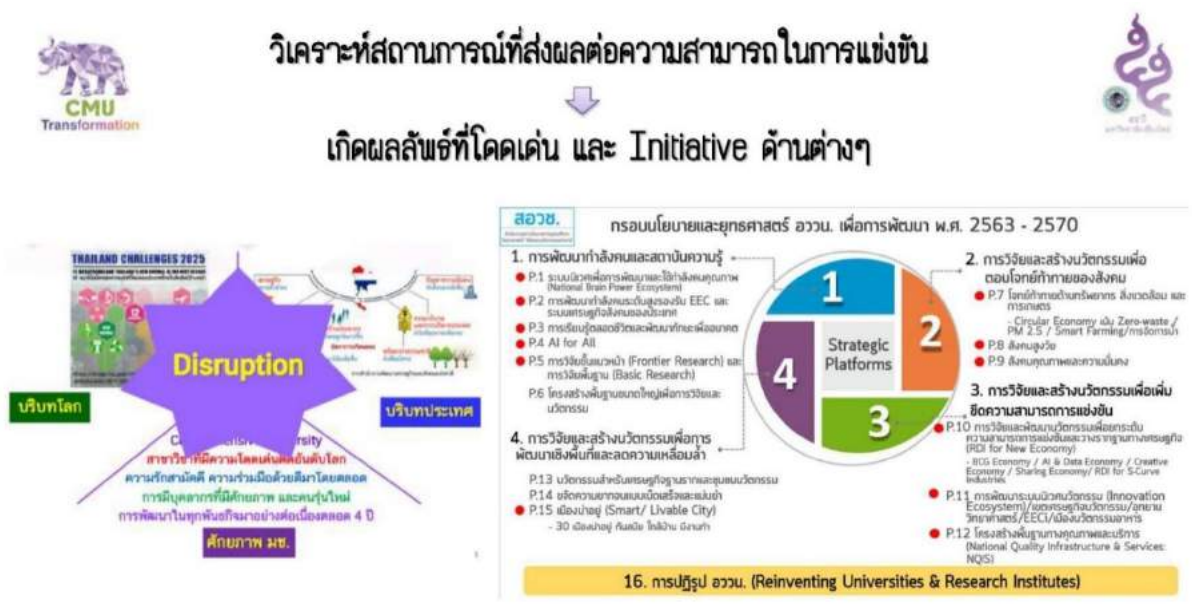 CMU
Transformation
วิเคราะห์สถานการณ์ที่ส่งผลต่อความสามารถในการแข่งขัน
เกิดผลลัพธ์ที่โดดเด่น และ Initiative ด้านต่างๆ
THAILAND CHALLENGES 2025
Disruption
บริบทโลก
บริบทประเทศ
สาขาวิชาที่มีความโดดเด่นติดอันดับโลก
ความรักสามัคคี ความร่วมมือด้วยดีมาโดยตลอด
การมีบุคลากรที่มีศักยภาพ และคนรุ่นใหม่
การพัฒนาในทุกพันธกิจมาอย่างต่อเนื่องตลอด 4 ปี
ศักยภาพ มช.
สอวช.
กรอบนโยบายและยุทธศาสตร์ อววน. เพื่อการพัฒนา พ.ศ. 2563 - 2570
1. การพัฒนากำลังคนและสถาบันความรู้
P.1 ระบบนิเวศเพื่อการพัฒนาและใช้กำลังคนคุณภาพ
(National Brain Power Ecosystem)
P.2 การพัฒนากำลังคนระดับสูงรองรับ EEC และ
ระบบเศรษฐกิจสังคมของประเทศ
P.3 การเรียนรู้ตลอดชีวิตและพัฒนาทักษะเพื่ออนาคต
P.4 AI for All
P.5 การวิจัยขั้นแนวหน้า (Frontier Research) และ
การวิจัยพื้นฐาน (Basic Research)
P.6 โครงสร้างพื้นฐานขนาดใหญ่เพื่อการวิจัยและ
นวัตกรรม
4. การวิจัยและสร้างนวัตกรรมเพื่อการ
พัฒนาเชิงพื้นที่และลดความเหลื่อมล้ำ
P.13 นวัตกรรมสำหรับเศรษฐกิจฐานรากและชุมชนนวัตกรรม
P.14 ขจัดความยากจนแบบเบ็ดเสร็จและแม่นยำ
P.15 เมืองน่าอยู่ (Smart/ Livable City)
- 30 เมืองน่าอยู่ ทันสมัย ใกล้บ้าน มีงานทำ
1
2
3
4
Strategic
Platforms
2. การวิจัยและสร้างนวัตกรรมเพื่อ
ตอบโจทย์ท้าทายของสังคม
P.7 โจทย์ท้าทายด้านทรัพยากร สิ่งแวดล้อม และ
การเกษตร
- Circular Economy เน้น Zero-waste /
PM 2.5 / Smart Farming/การจัดการน้ำ
P.8 สังคมสูงวัย
P.9 สังคมคุณภาพและความมั่นคง
3. การวิจัยและสร้างนวัตกรรมเพื่อเพิ่ม
ขีดความสามารถการแข่งขัน
P.10 การวิจัยและพัฒนานวัตกรรมเพื่อยกระดับ
ความสามารถการแข่งขันและวางรากฐานทางเศรษฐกิจ
(RDI for New Economy)
- BCG Economy / AI & Data Economy / Creative
Economy / Sharing Economy/ RDI for S-Curve
Industries
P.11 การพัฒนาระบบนิเวศนวัตกรรม (Innovation
Ecosystem)/เขตเศรษฐกิจนวัตกรรม/อุทยาน
วิทยาศาสตร์/EECi/เมืองนวัตกรรมอาหาร
P.12 โครงสร้างพื้นฐานทางคุณภาพและบริการ
(National Quality Infrastructure & Services:
NQIS)
16. การปฏิรูป อววน. (Reinventing Universities & Research Institutes)